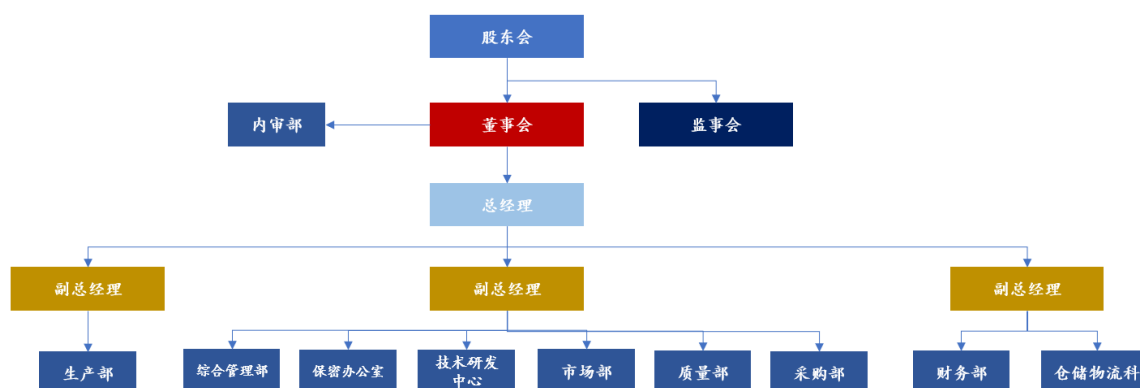 股东会
内审部
董事会
监事会
总经理
副总经理
副总经理
副总经理
生产部
综合管理部
保密办公室
技术研发
中心
市场部
质量部
采购部
财务部
仓储物流科